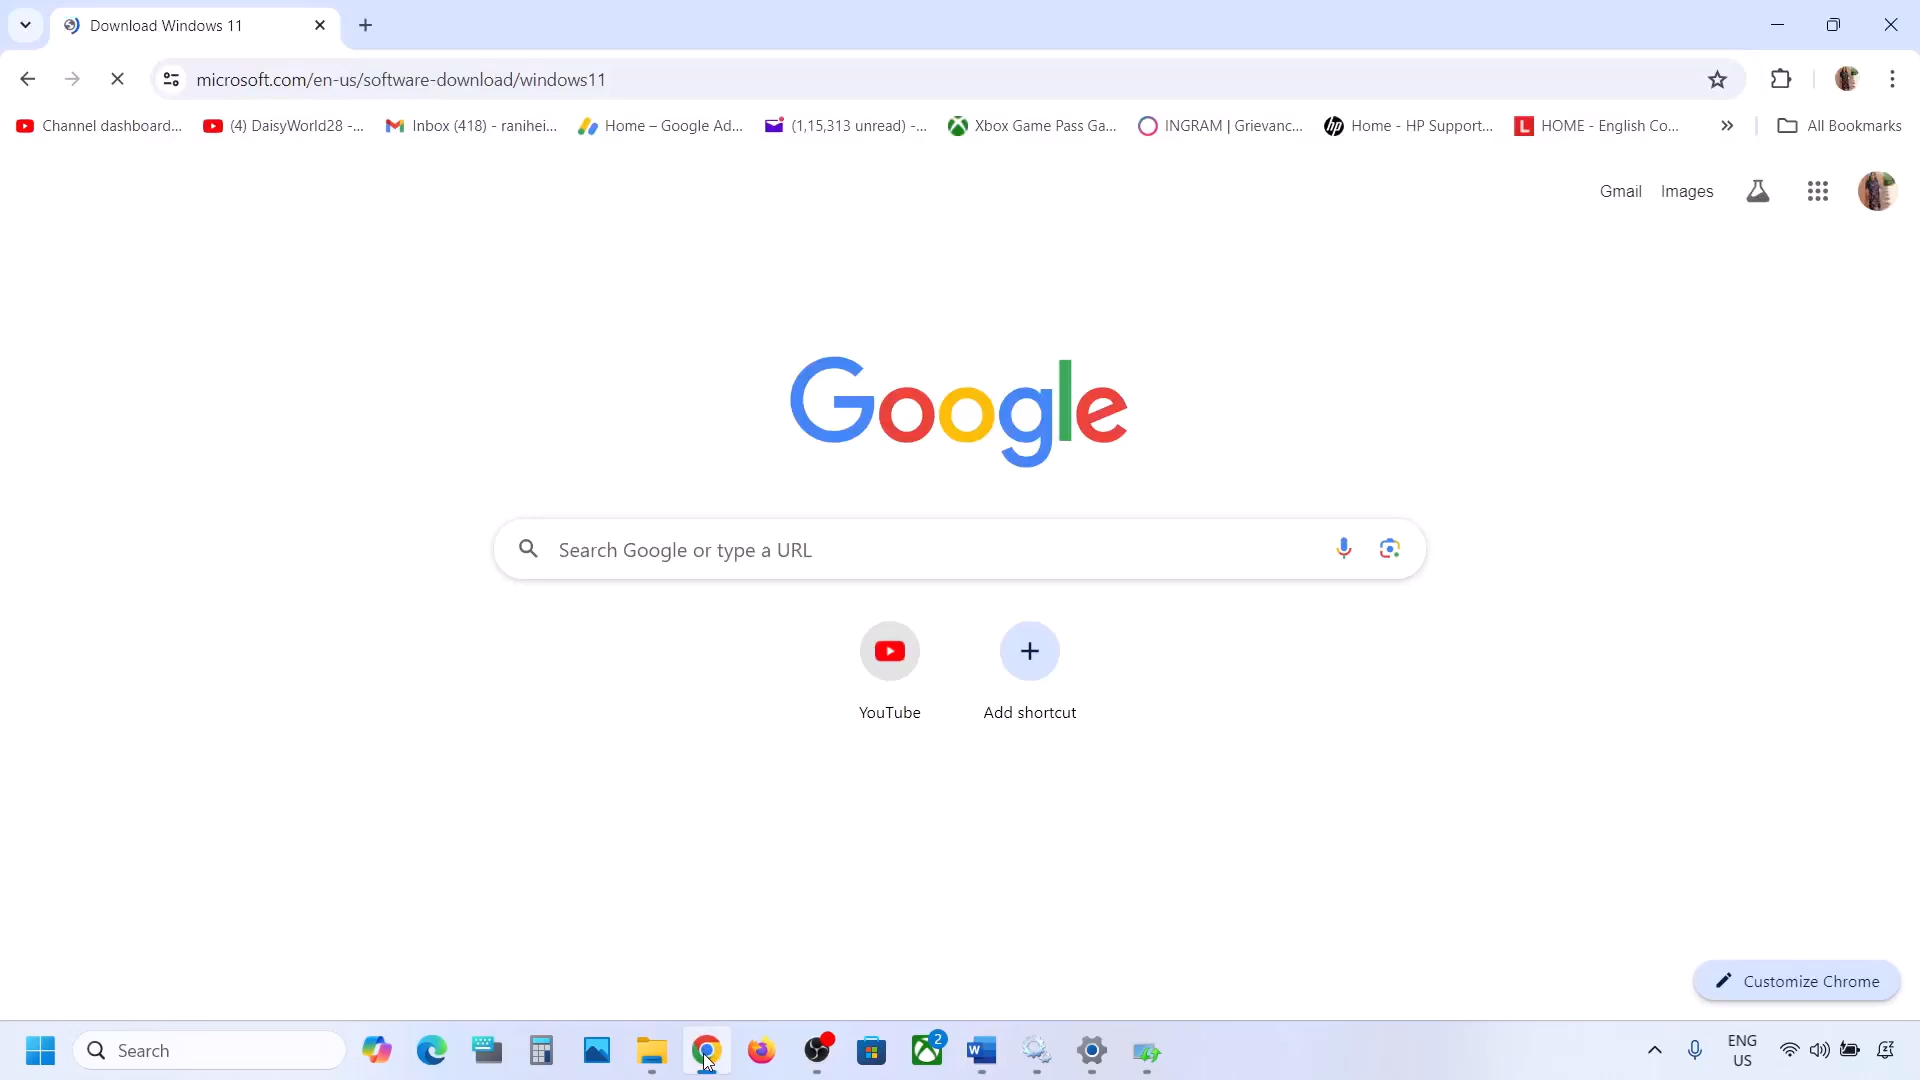 Download Windows 11
microsoft.com/en-us/software-download/windows11
Channel dashboard... (4) DaisyWorld28 -... Inbox (418) - ranihei... Home – Google Ad... (1,15,313 unread) -... Xbox Game Pass Ga... INGRAM | Grievanc... hp Home - HP Support... L HOME - English Co... » All Bookmarks
Gmail Images
Google
Search Google or type a URL
YouTube Add shortcut
Customize Chrome
Search 2 W ENG
US